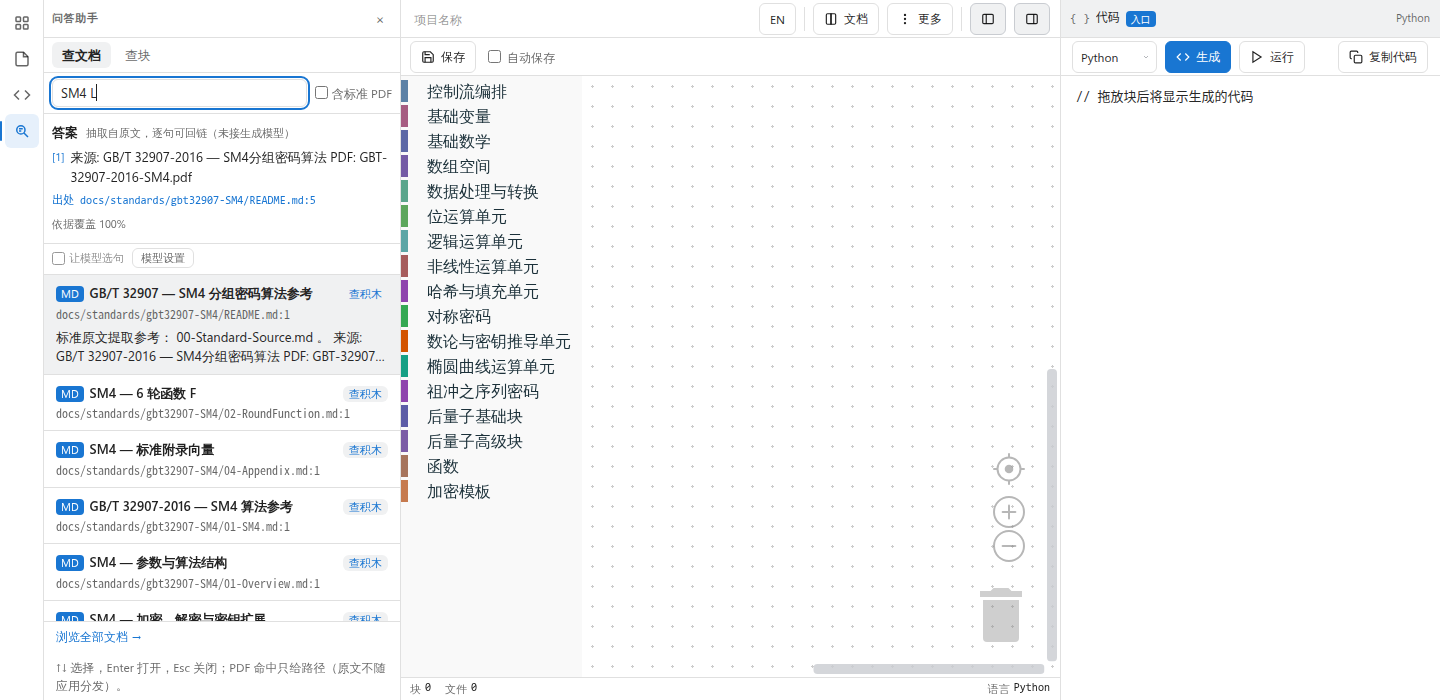 问答助手 ×
查文档 查块
SM4 L
含标准 PDF
答案 抽取自原文，逐句可回链（未接生成模型）
[1] 来源: GB/T 32907-2016 — SM4分组密码算法 PDF: GBT-
32907-2016-SM4.pdf
出处 docs/standards/gbt32907-SM4/README.md:5
依据覆盖 100%
让模型选句 模型设置
MD GB/T 32907 — SM4 分组密码算法参考 查积木
docs/standards/gbt32907-SM4/README.md:1
标准原文提取参考： 00-Standard-Source.md 。 来源:
GB/T 32907-2016 — SM4分组密码算法 PDF: GBT-32907...
MD SM4 — 6 轮函数 F 查积木
docs/standards/gbt32907-SM4/02-RoundFunction.md:1
MD SM4 — 标准附录向量 查积木
docs/standards/gbt32907-SM4/04-Appendix.md:1
MD GB/T 32907-2016 — SM4 算法参考 查积木
docs/standards/gbt32907-SM4/01-SM4.md:1
MD SM4 — 参数与算法结构 查积木
docs/standards/gbt32907-SM4/01-Overview.md:1
MD SM4 — 加密、解密与密钥扩展 查积木
浏览全部文档 →
↑↓ 选择，Enter 打开，Esc 关闭；PDF 命中只给路径（原文不随
应用分发）。
项目名称
EN 文档 更多
保存 自动保存
控制流编排
基础变量
基础数学
数组空间
数据处理与转换
位运算单元
逻辑运算单元
非线性运算单元
哈希与填充单元
对称密码
数论与密钥推导单元
椭圆曲线运算单元
祖冲之序列密码
后量子基础块
后量子高级块
函数
加密模板
块 0 文件 0 语言 Python
{ } 代码 入口 Python
Python 生成 运行 复制代码
// 拖放块后将显示生成的代码